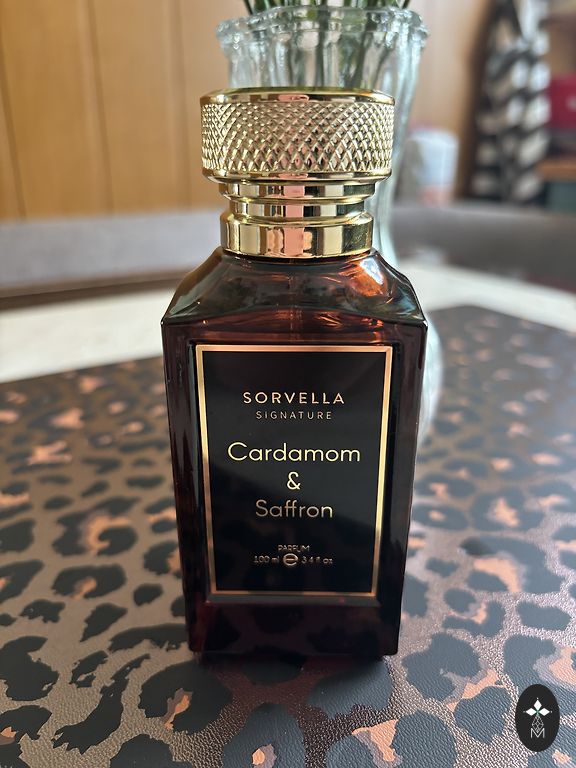 SORVELLA
SIGNATURE
Cardamom
&
Saffron
PARFUM
100 ml ℮ 3.4 fl oz